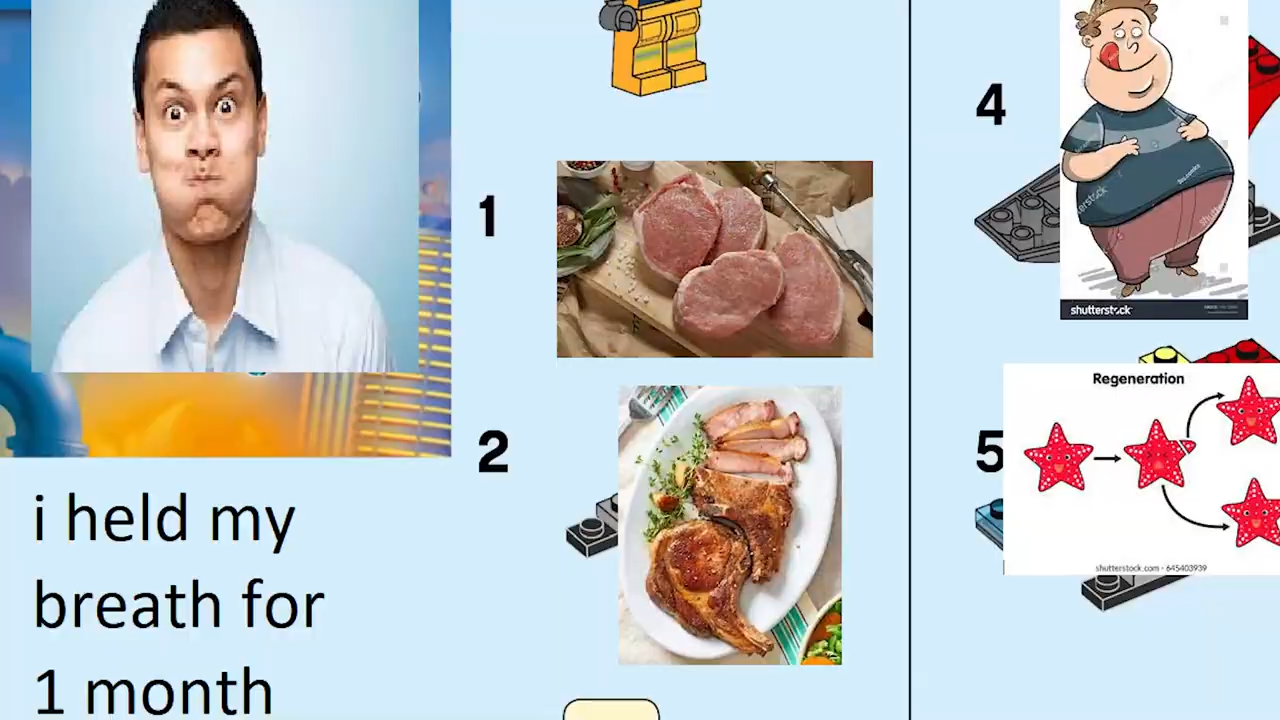 i held my
breath for
1 month
1
2
4
shutterstock
5
Regeneration
shutterstock.com • 645403939